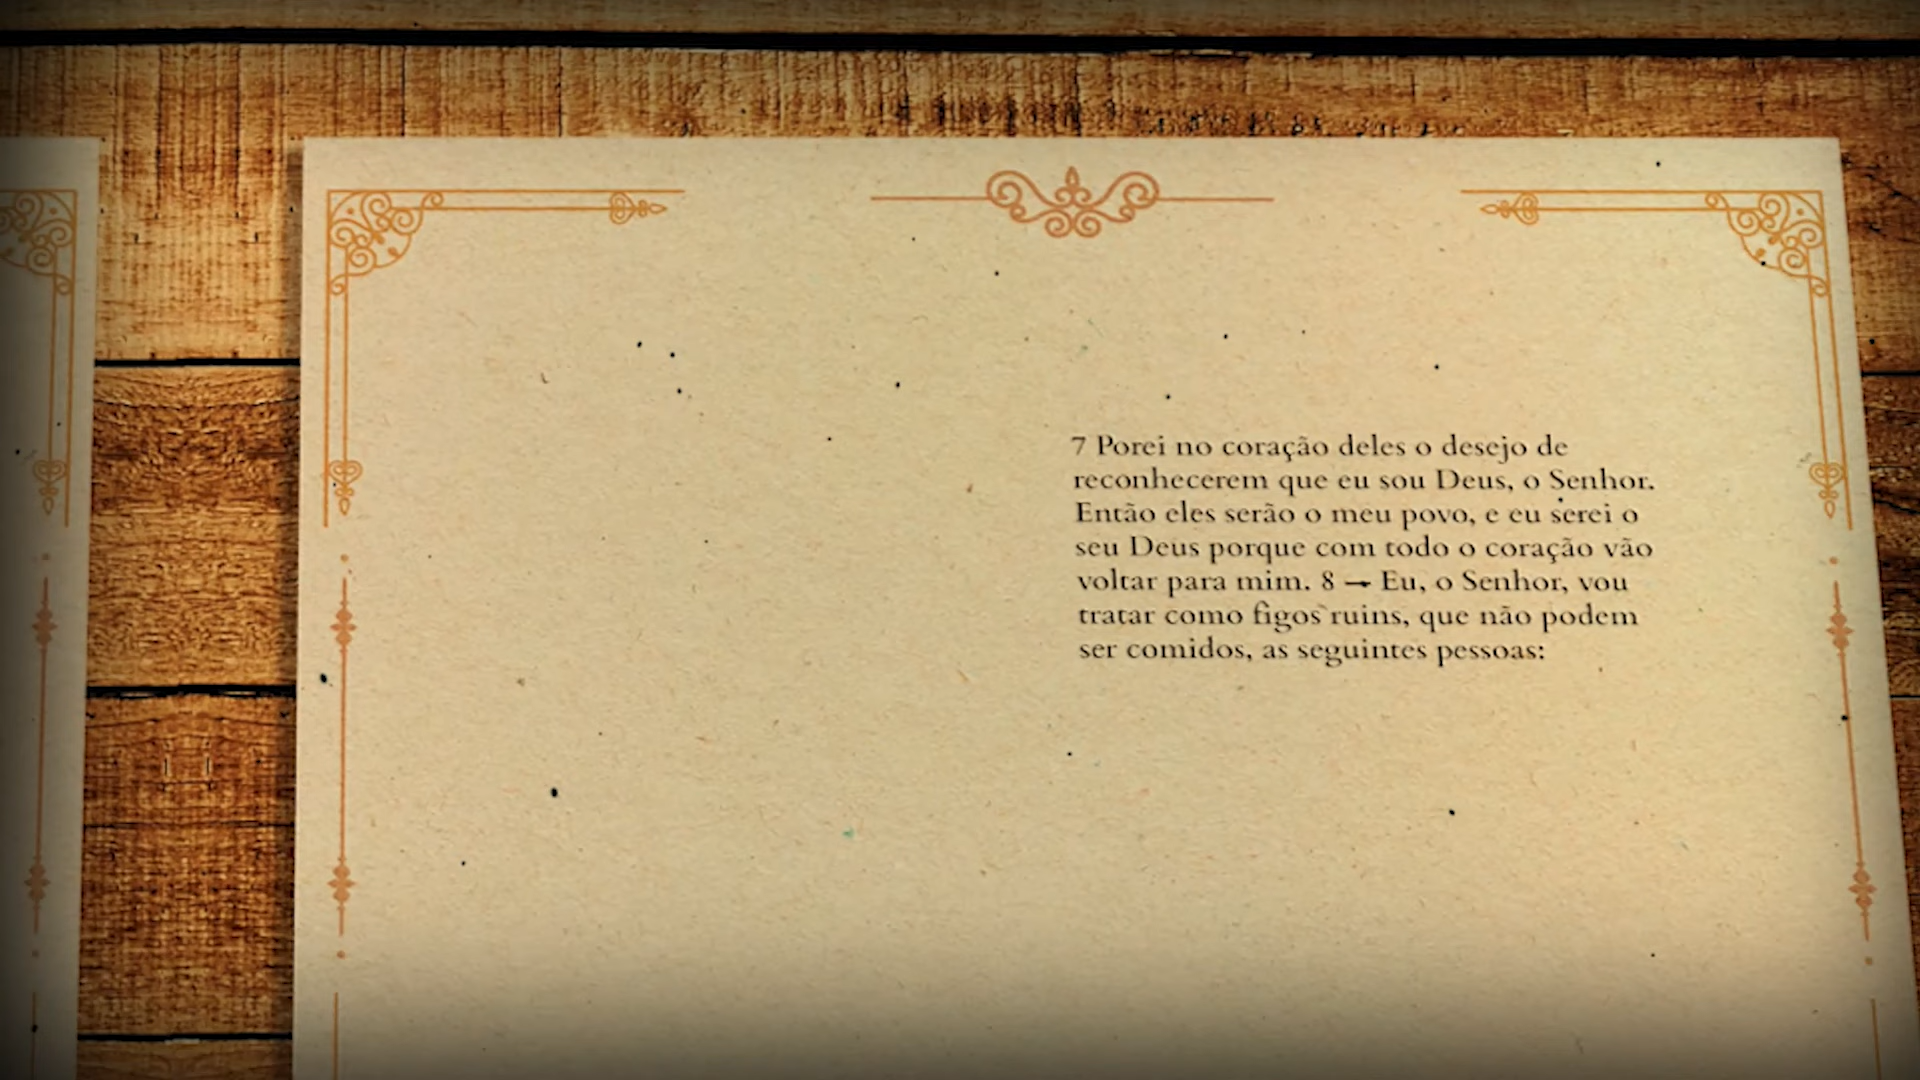 7 Porei no coração deles o desejo de
reconhecerem que eu sou Deus, o Senhor.
Então eles serão o meu povo, e eu serei o
seu Deus porque com todo o coração vão
voltar para mim. 8 — Eu, o Senhor, vou
tratar como figos ruins, que não podem
ser comidos, as seguintes pessoas: